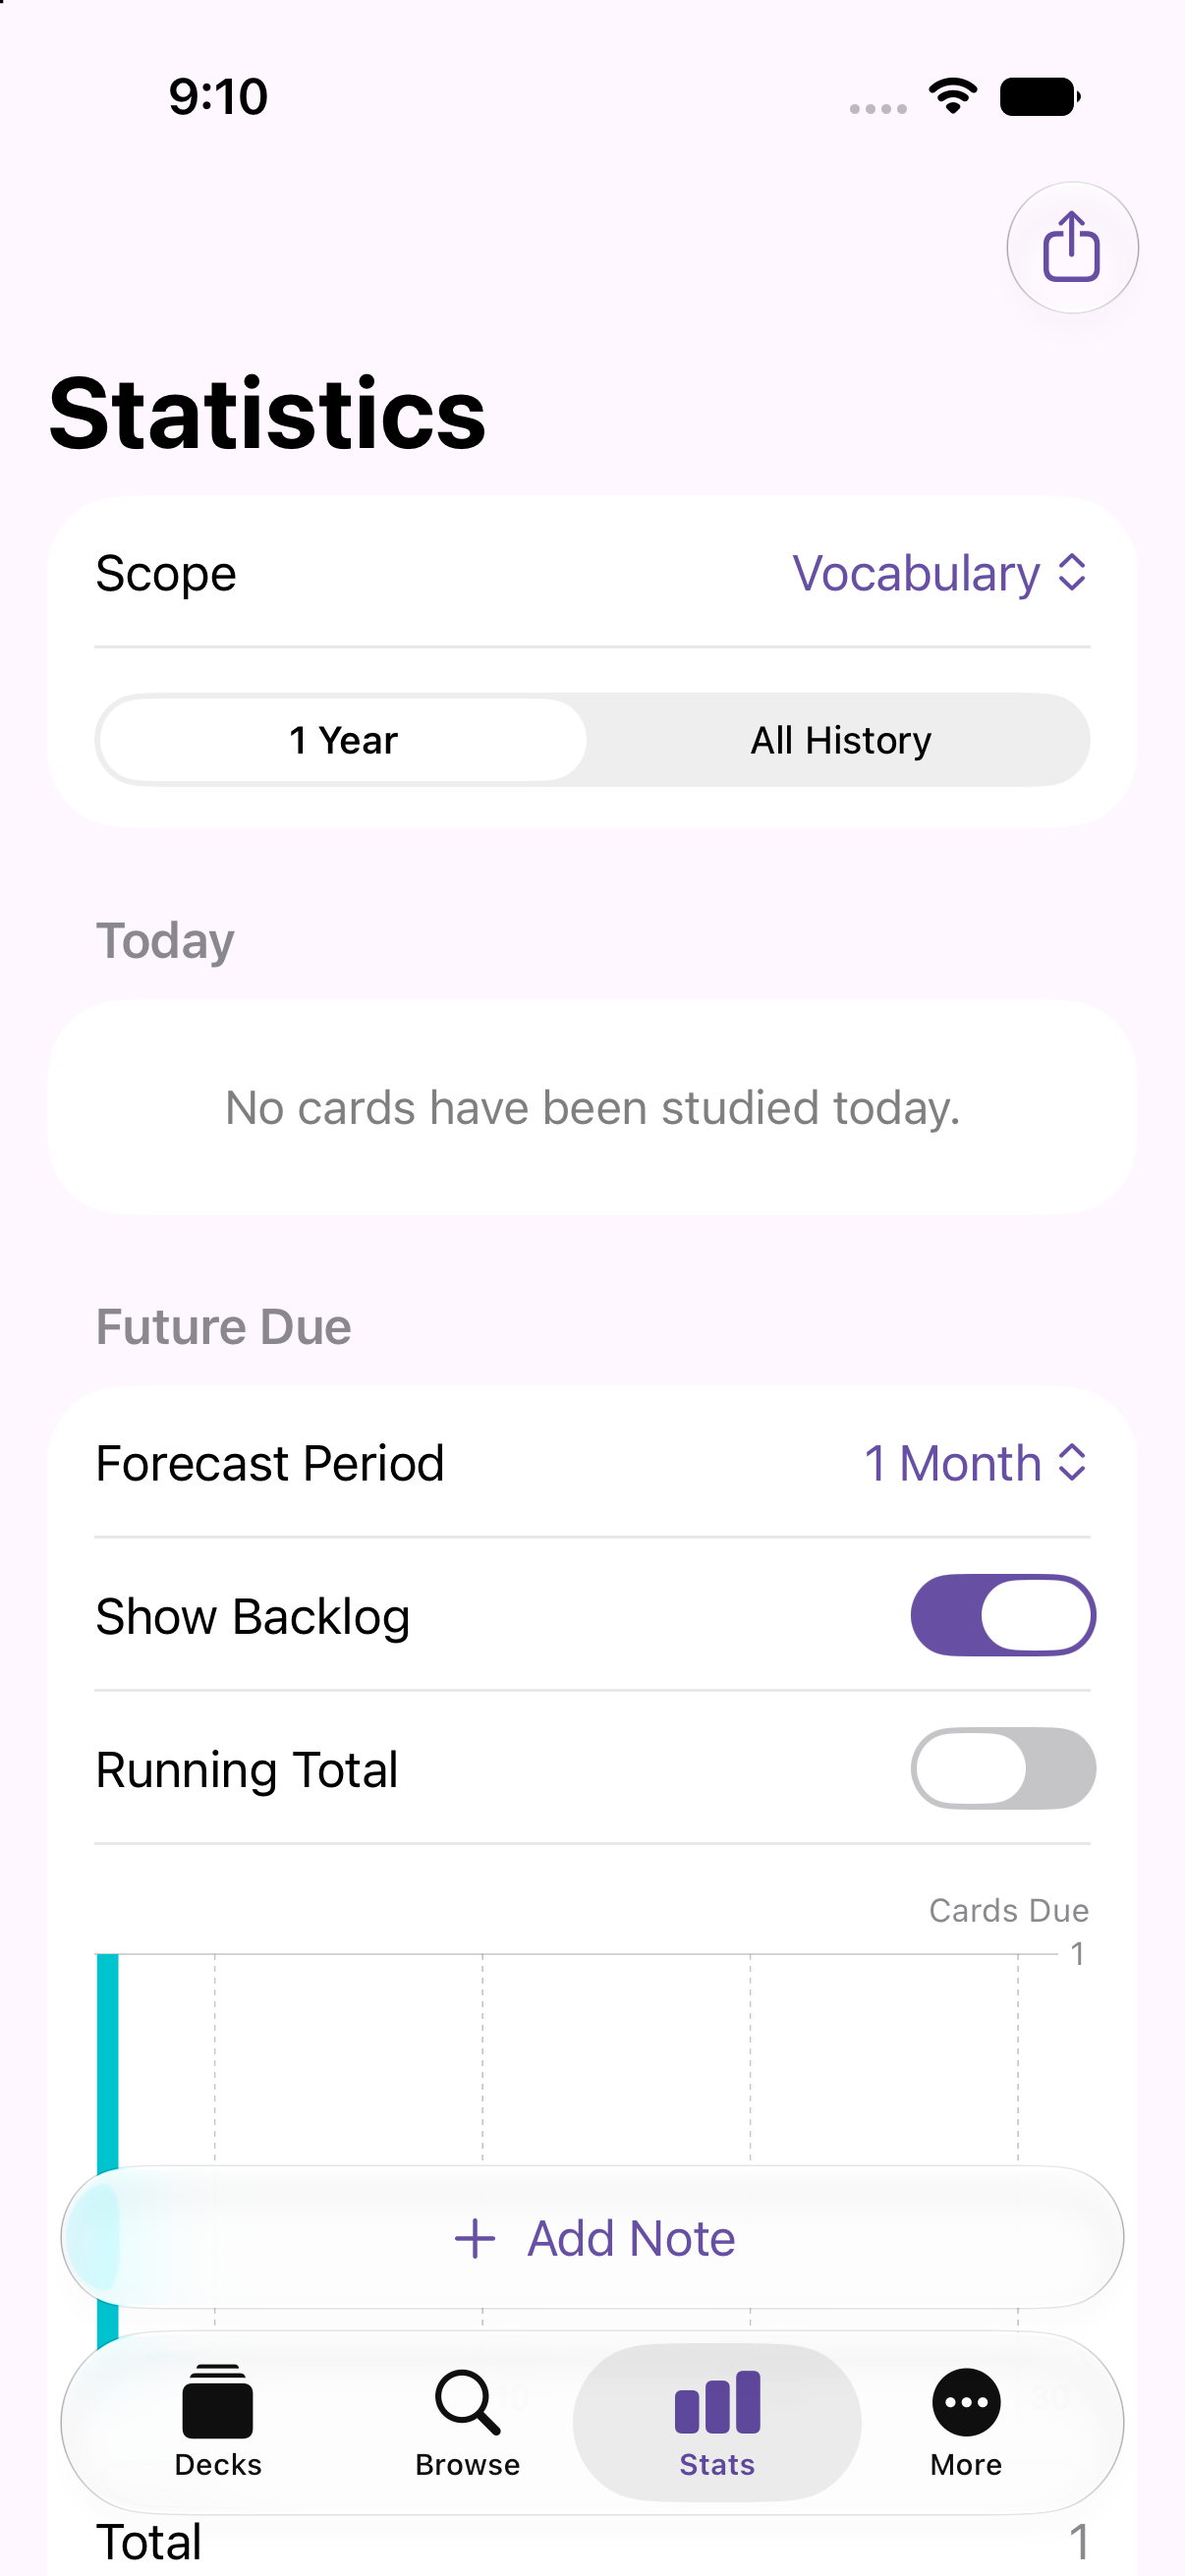 9:10
Statistics
Scope Vocabulary
1 Year All History
Today
No cards have been studied today.
Future Due
Forecast Period 1 Month
Show Backlog
Running Total
Cards Due
1
Add Note
Decks Browse Stats More
Total 1